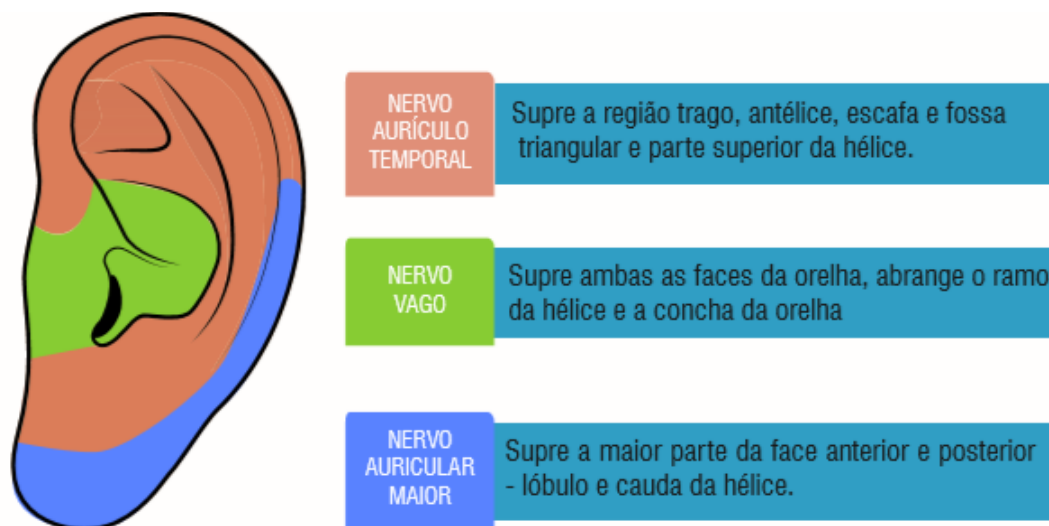 NERVO
AURÍCULO
TEMPORAL
Supre a região trago, antélice, escafa e fossa
triangular e parte superior da hélice.
NERVO
VAGO
Supre ambas as faces da orelha, abrange o ramo
da hélice e a concha da orelha
NERVO
AURICULAR
MAIOR
Supre a maior parte da face anterior e posterior
- lóbulo e cauda da hélice.